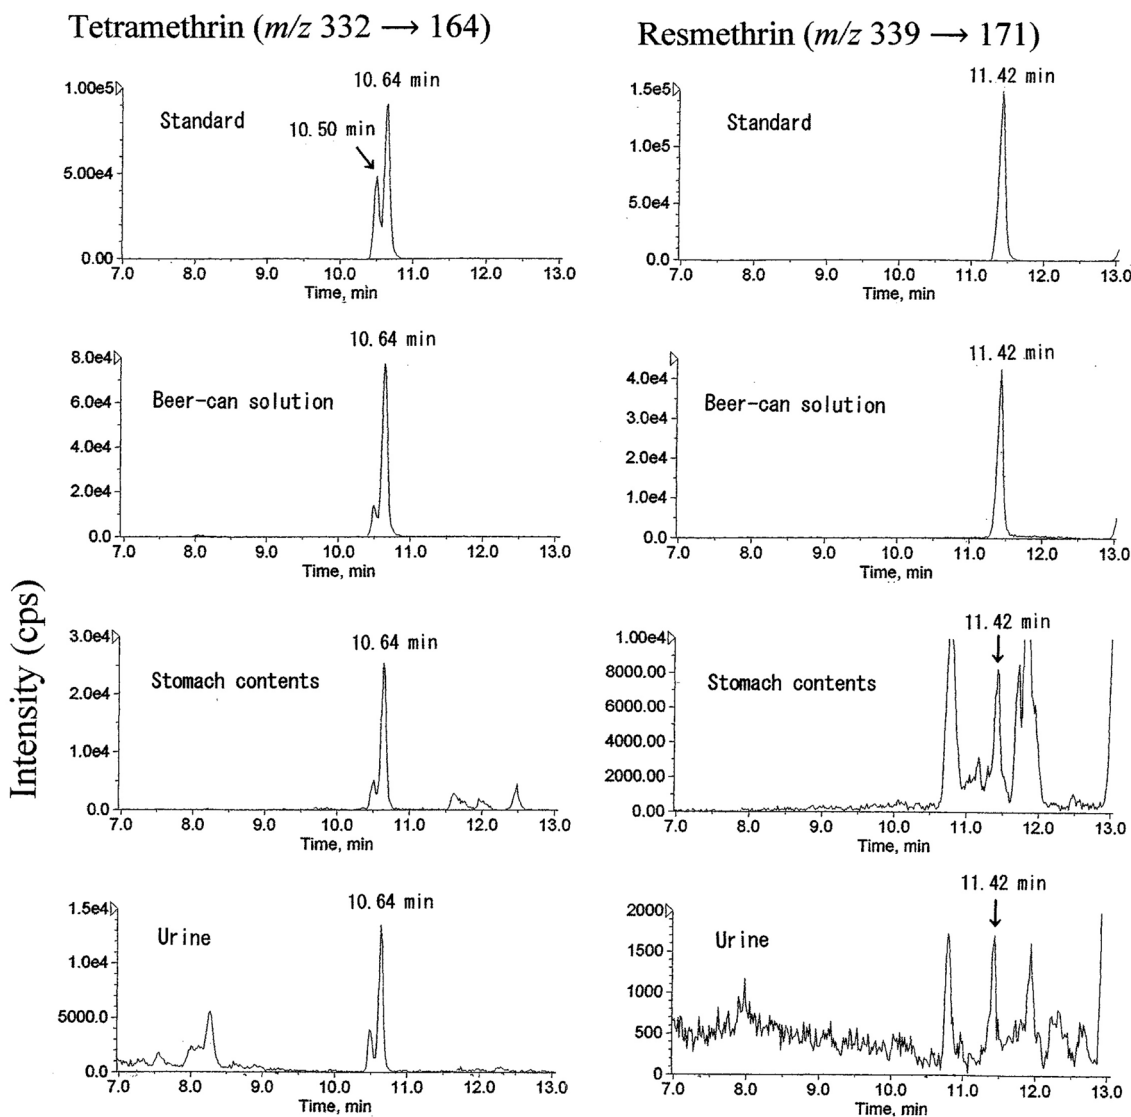 Tetramethrin (m/z 332 → 164)
Resmethrin (m/z 339 → 171)
Intensity (cps)
10.64 min
1.00e5
Standard
10.50 min
5.00e4
0.00
7.0 8.0 9.0 10.0 11.0 12.0 13.0
Time, min
11.42 min
1.5e5
Standard
1.0e5
5.0e4
0.0
7.0 8.0 9.0 10.0 11.0 12.0 13.0
Time, min
10.64 min
8.0e4
Beer-can solution
6.0e4
4.0e4
2.0e4
0.0
7.0 8.0 9.0 10.0 11.0 12.0 13.0
Time, min
11.42 min
4.0e4
Beer-can solution
3.0e4
2.0e4
1.0e4
0.0
7.0 8.0 9.0 10.0 11.0 12.0 13.0
Time, min
3.0e4
10.64 min
Stomach contents
2.0e4
1.0e4
0.0
7.0 8.0 9.0 10.0 11.0 12.0 13.0
Time, min
11.42 min
1.00e4
8000.00
Stomach contents
6000.00
4000.00
2000.00
0.00
7.0 8.0 9.0 10.0 11.0 12.0 13.0
Time, min
10.64 min
1.5e4
Urine
1.0e4
5000.0
0.0
7.0 8.0 9.0 10.0 11.0 12.0 13.0
Time, min
11.42 min
2000
Urine
1500
1000
500
0
7.0 8.0 9.0 10.0 11.0 12.0 13.0
Time, min